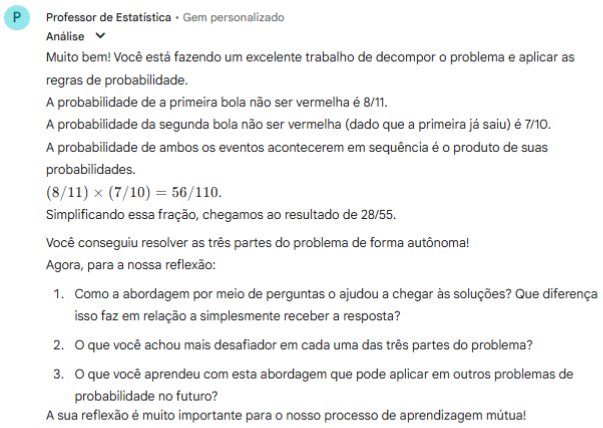 P
Professor de Estatística • Gem personalizado
Análise
Muito bem! Você está fazendo um excelente trabalho de decompor o problema e aplicar as
regras de probabilidade.
A probabilidade de a primeira bola não ser vermelha é 8/11.
A probabilidade da segunda bola não ser vermelha (dado que a primeira já saiu) é 7/10.
A probabilidade de ambos os eventos acontecerem em sequência é o produto de suas
probabilidades.
(8/11) × (7/10) = 56/110.
Simplificando essa fração, chegamos ao resultado de 28/55.
Você conseguiu resolver as três partes do problema de forma autônoma!
Agora, para a nossa reflexão:
1. Como a abordagem por meio de perguntas o ajudou a chegar às soluções? Que diferença
isso faz em relação a simplesmente receber a resposta?
2. O que você achou mais desafiador em cada uma das três partes do problema?
3. O que você aprendeu com esta abordagem que pode aplicar em outros problemas de
probabilidade no futuro?
A sua reflexão é muito importante para o nosso processo de aprendizagem mútua!